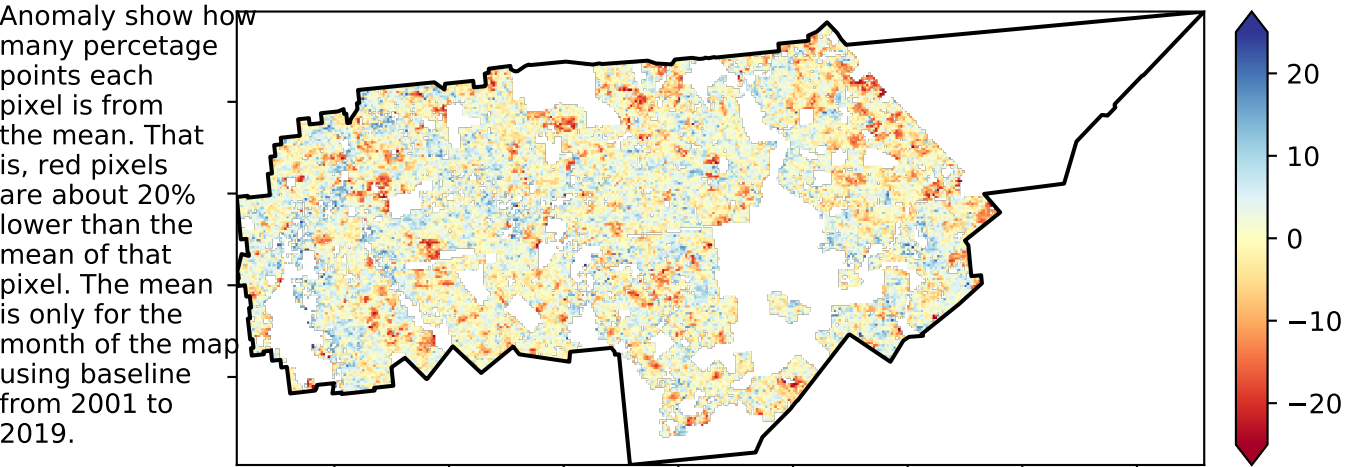 Anomaly show how
many percetage
points each
pixel is from
the mean. That
is, red pixels
are about 20%
lower than the
mean of that
pixel. The mean
is only for the
month of the map
using baseline
from 2001 to
2019.
20
10
0
−10
−20